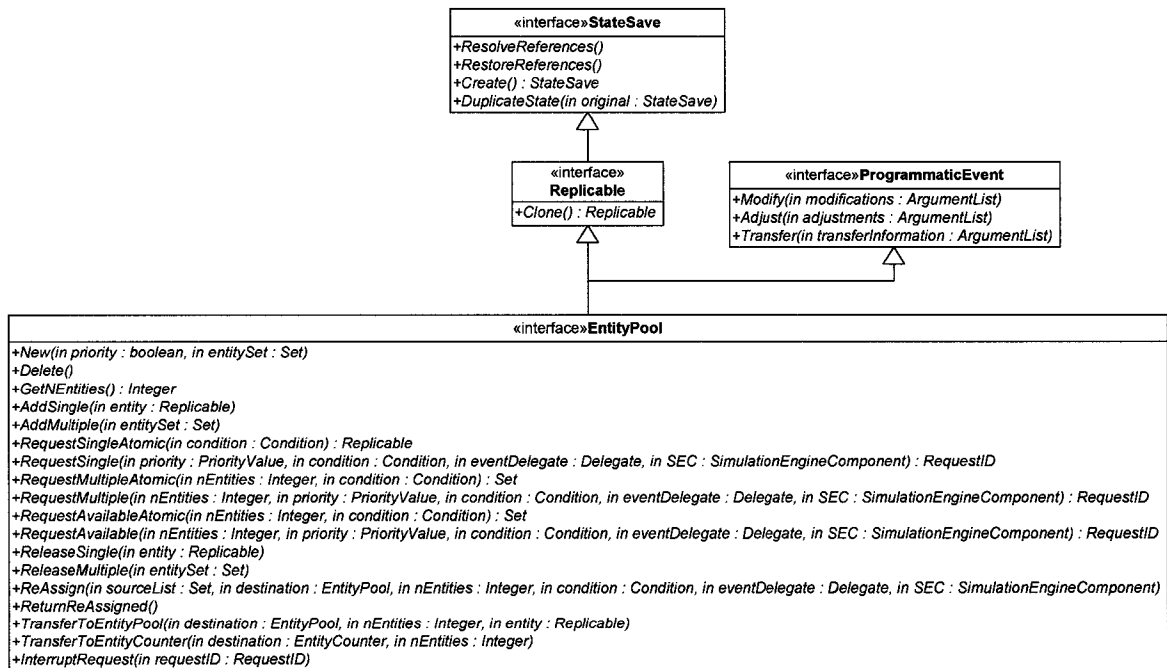 «interface»StateSave
+ResolveReferences()
+RestoreReferences()
+Create() : StateSave
+DuplicateState(in original : StateSave)
«interface»
Replicable
+Clone() : Replicable
«interface»ProgrammaticEvent
+Modify(in modifications : ArgumentList)
+Adjust(in adjustments : ArgumentList)
+Transfer(in transferInformation : ArgumentList)
«interface»EntityPool
+New(in priority : boolean, in entitySet : Set)
+Delete()
+GetNEntities() : Integer
+AddSingle(in entity : Replicable)
+AddMultiple(in entitySet : Set)
+RequestSingleAtomic(in condition : Condition) : Replicable
+RequestSingle(in priority : PriorityValue, in condition : Condition, in eventDelegate : Delegate, in SEC : SimulationEngineComponent) : RequestID
+RequestMultipleAtomic(in nEntities : Integer, in condition : Condition) : Set
+RequestMultiple(in nEntities : Integer, in priority : PriorityValue, in condition : Condition, in eventDelegate : Delegate, in SEC : SimulationEngineComponent) : RequestID
+RequestAvailableAtomic(in nEntities : Integer, in condition : Condition) : Set
+RequestAvailable(in nEntities : Integer, in priority : PriorityValue, in condition : Condition, in eventDelegate : Delegate, in SEC : SimulationEngineComponent) : RequestID
+ReleaseSingle(in entity : Replicable)
+ReleaseMultiple(in entitySet : Set)
+ReAssign(in sourceList : Set, in destination : EntityPool, in nEntities : Integer, in condition : Condition, in eventDelegate : Delegate, in SEC : SimulationEngineComponent)
+ReturnReAssigned()
+TransferToEntityPool(in destination : EntityPool, in nEntities : Integer, in entity : Replicable)
+TransferToEntityCounter(in destination : EntityCounter, in nEntities : Integer)
+InterruptRequest(in requestID : RequestID)